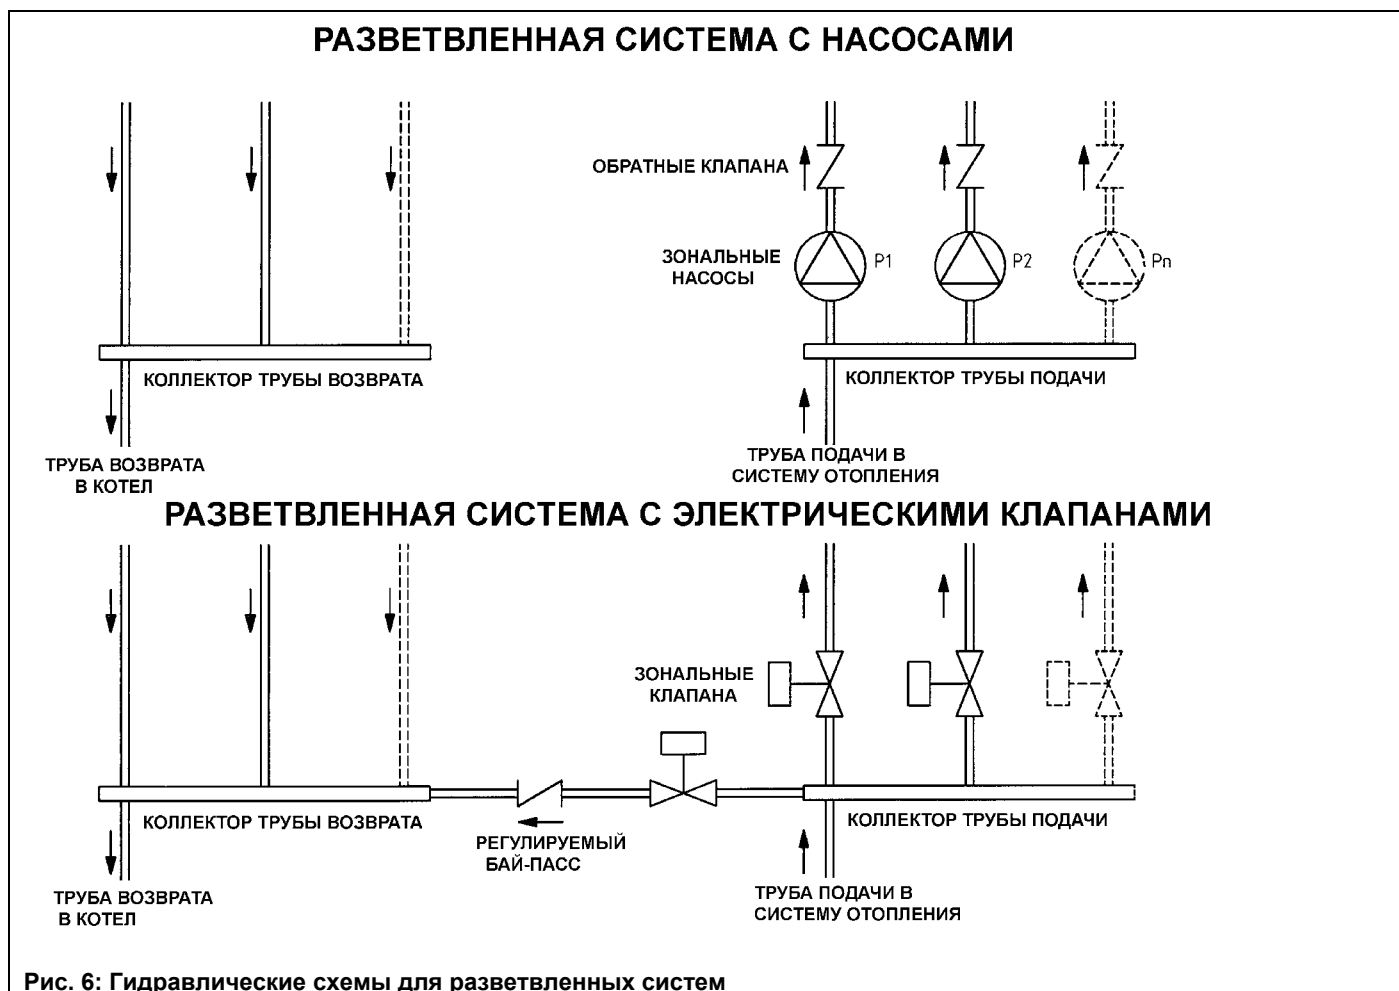 РАЗВЕТВЛЕННАЯ СИСТЕМА С НАСОСАМИ
ОБРАТНЫЕ КЛАПАНА
ЗОНАЛЬНЫЕ
НАСОСЫ
P1
P2
Pn
КОЛЛЕКТОР ТРУБЫ ВОЗВРАТА
КОЛЛЕКТОР ТРУБЫ ПОДАЧИ
ТРУБА ВОЗВРАТА
В КОТЕЛ
ТРУБА ПОДАЧИ В
СИСТЕМУ ОТОПЛЕНИЯ
РАЗВЕТВЛЕННАЯ СИСТЕМА С ЭЛЕКТРИЧЕСКИМИ КЛАПАНАМИ
ЗОНАЛЬНЫЕ
КЛАПАНА
КОЛЛЕКТОР ТРУБЫ ВОЗВРАТА
РЕГУЛИРУЕМЫЙ
БАЙ-ПАСС
КОЛЛЕКТОР ТРУБЫ ПОДАЧИ
ТРУБА ВОЗВРАТА
В КОТЕЛ
ТРУБА ПОДАЧИ В
СИСТЕМУ ОТОПЛЕНИЯ
Рис. 6: Гидравлические схемы для разветвленных систем